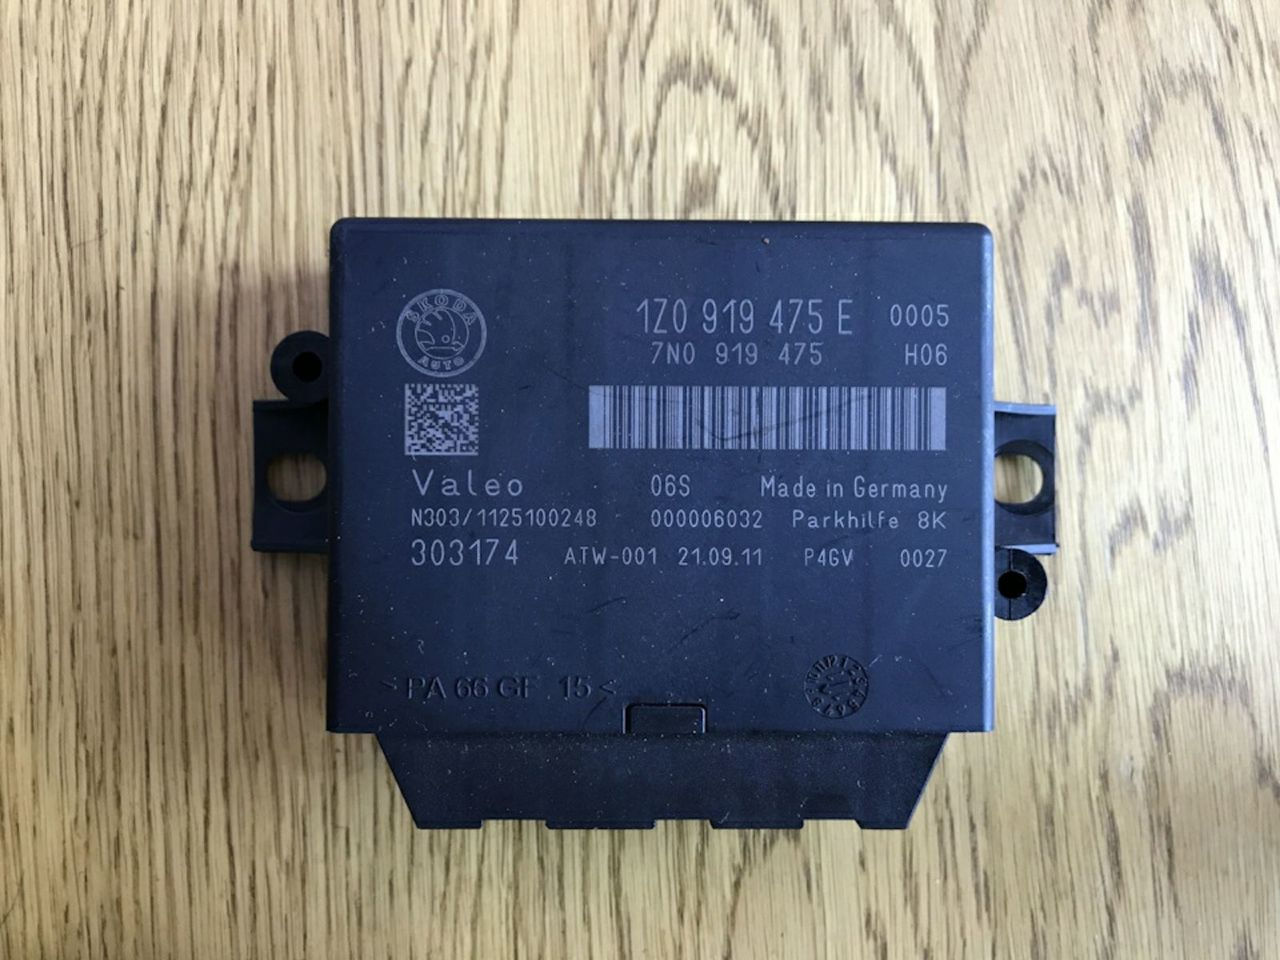 ŠKODA
AUTO
1Z0 919 475 E 0005
7N0 919 475 H06
Valeo 06S Made in Germany
N303/1125100248 000006032 Parkhilfe 8K
303174 ATW-001 21.09.11 P4GV 0027
>PA 66 GF 15<